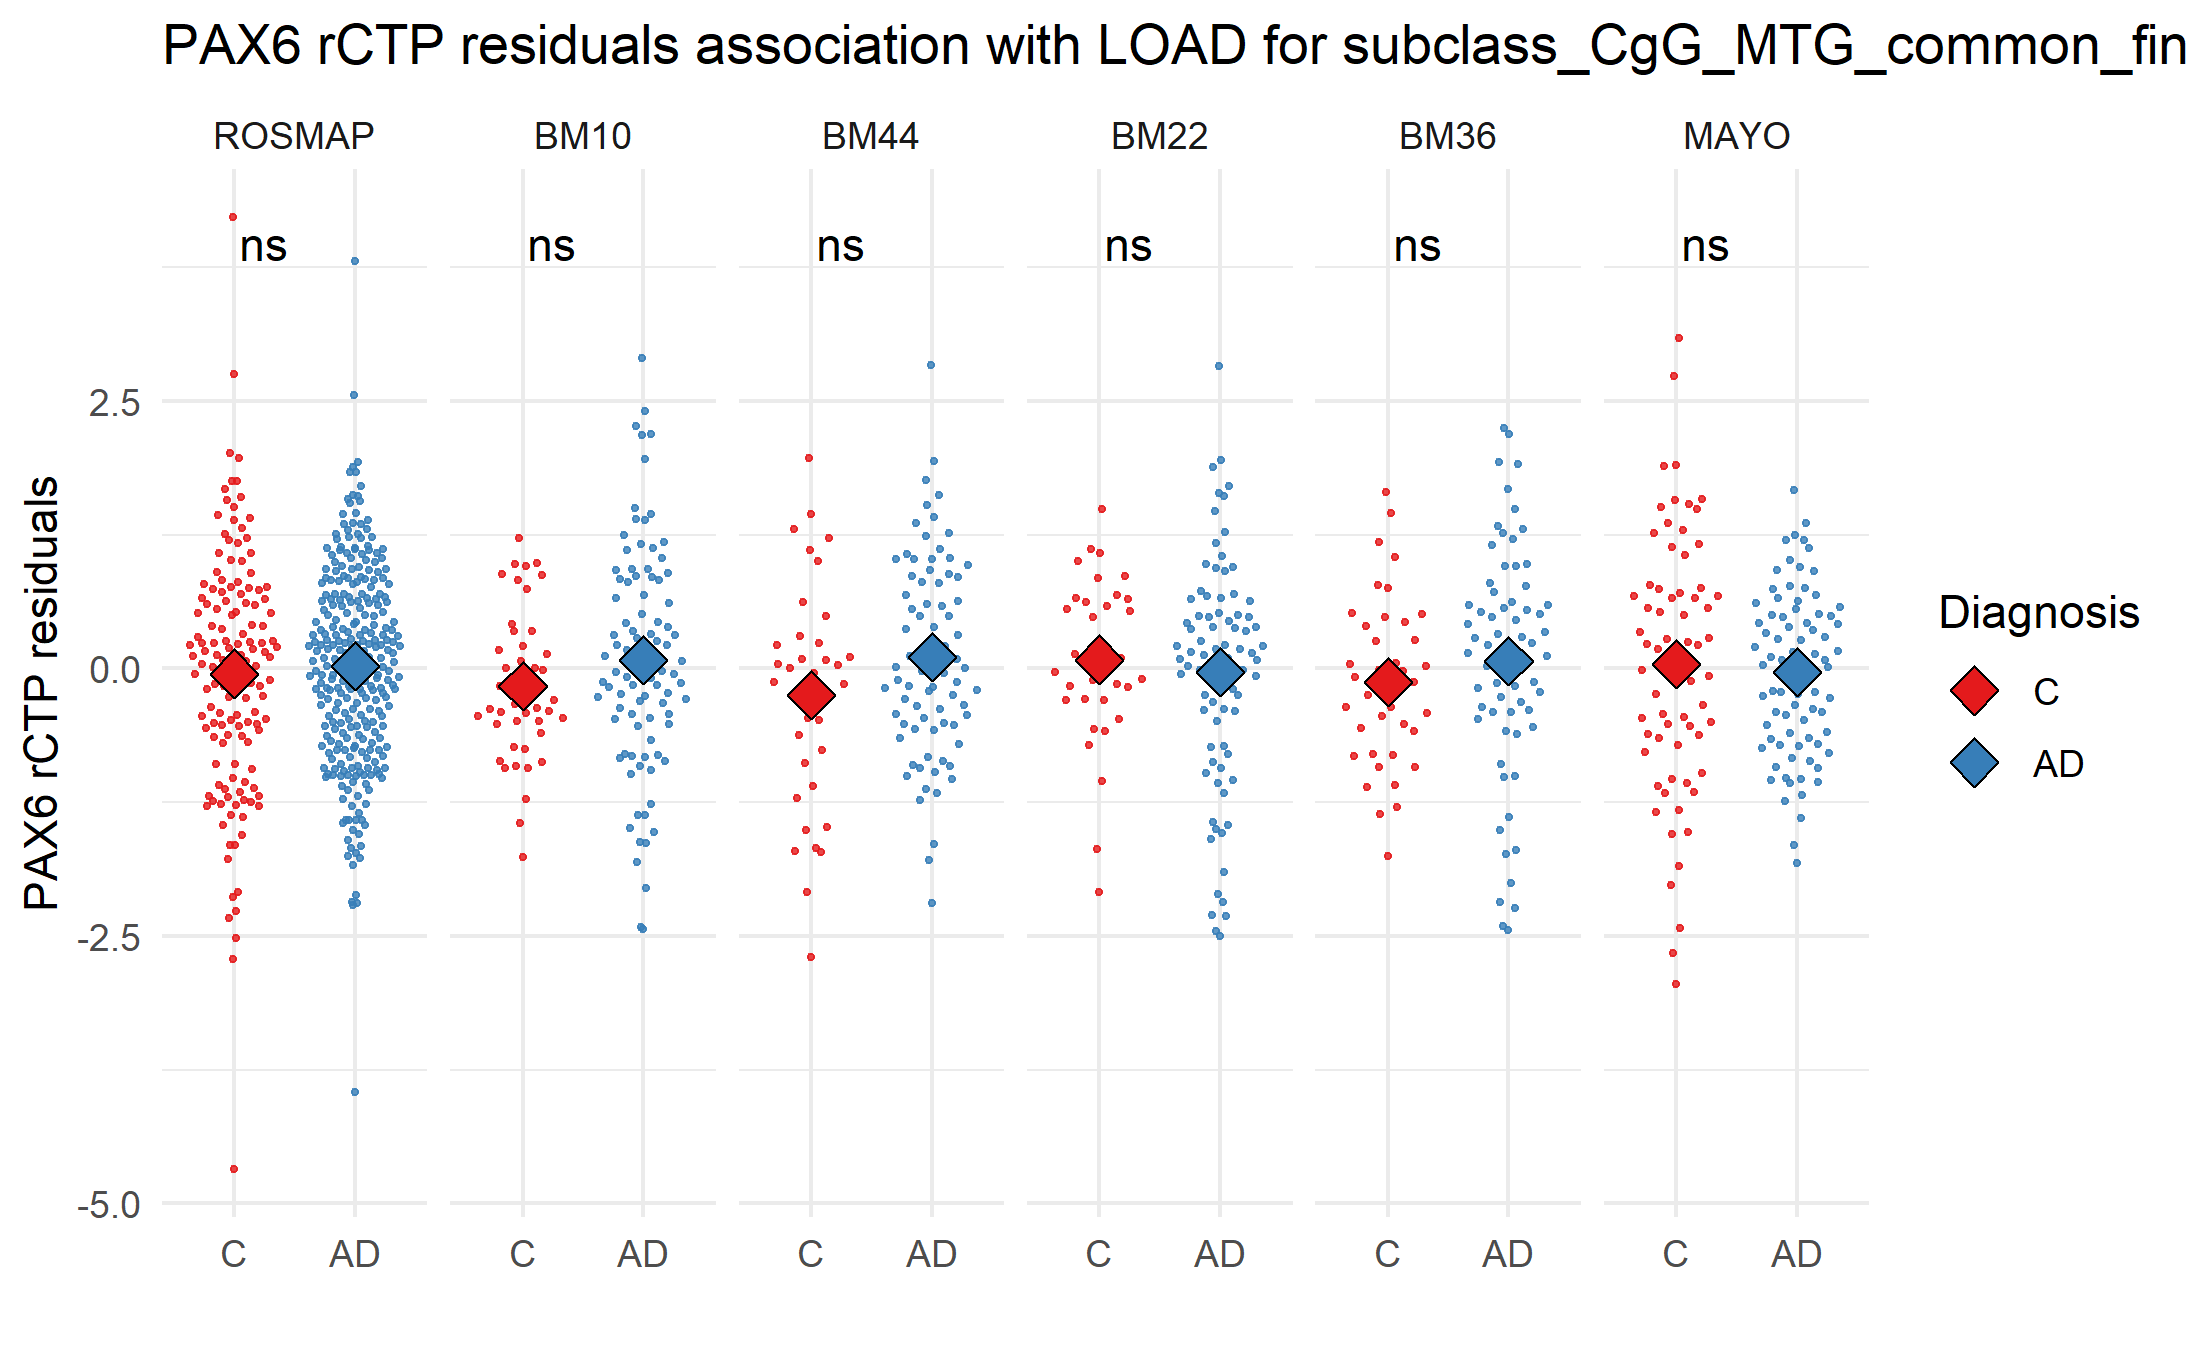 PAX6 rCTP residuals association with LOAD for subclass_CgG_MTG_common_fin
ROSMAP BM10 BM44 BM22 BM36 MAYO
ns ns ns ns ns ns
2.5
0.0
-2.5
-5.0
PAX6 rCTP residuals
C AD C AD C AD C AD C AD C AD
Diagnosis
C
AD